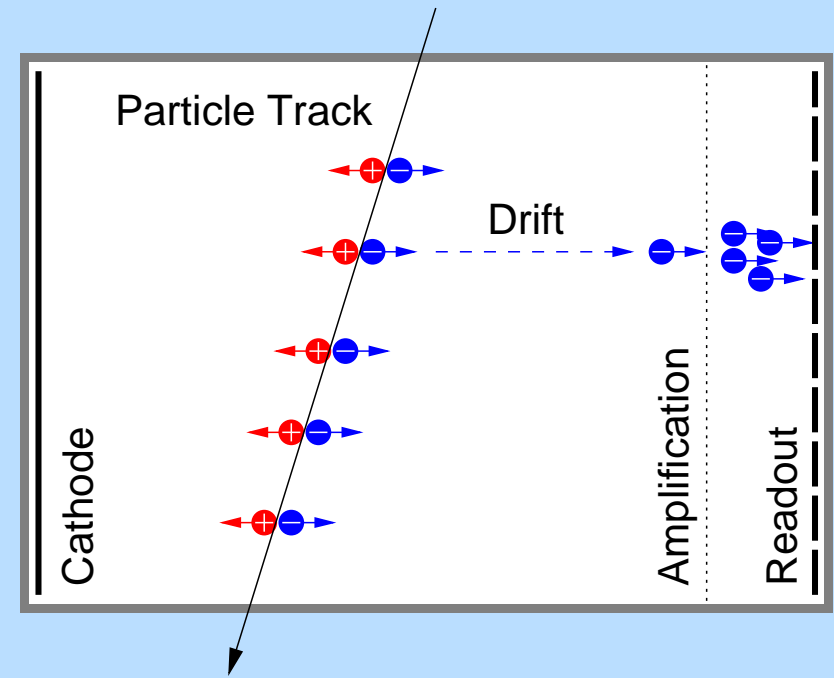 Particle Track
Drift
Cathode
Amplification
Readout